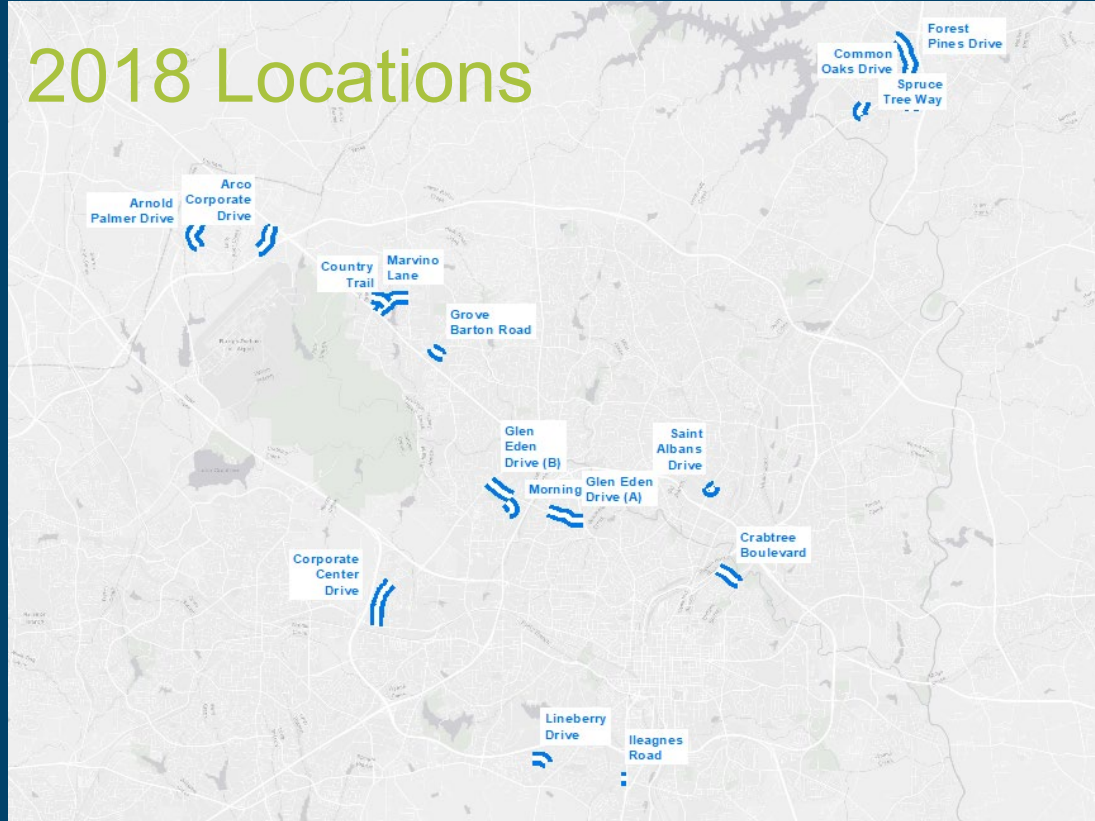 2018 Locations
Forest
Pines Drive
Common
Oaks Drive
Spruce
Tree Way
Arco
Corporate
Drive
Arnold
Palmer Drive
Country
Trail
Marvino
Lane
Grove
Barton Road
Glen
Eden
Drive (B)
Morning
Glen Eden
Drive (A)
Saint
Albans
Drive
Crabtree
Boulevard
Corporate
Center
Drive
Lineberry
Drive
Ileagnes
Road